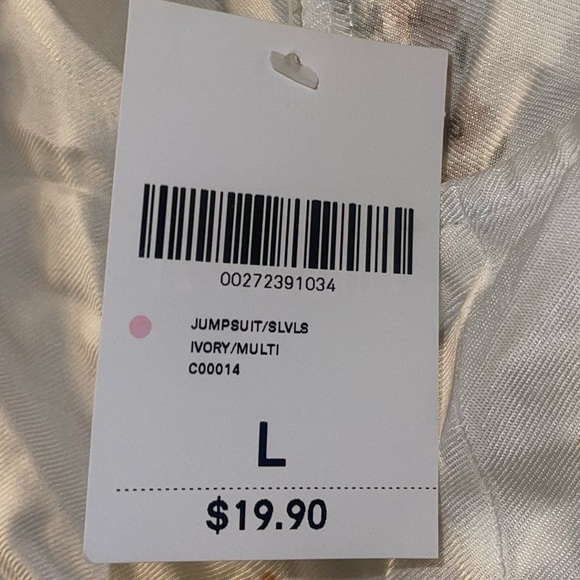 00272391034
JUMPSUIT/SLVLS
IVORY/MULTI
C00014
L
$19.90